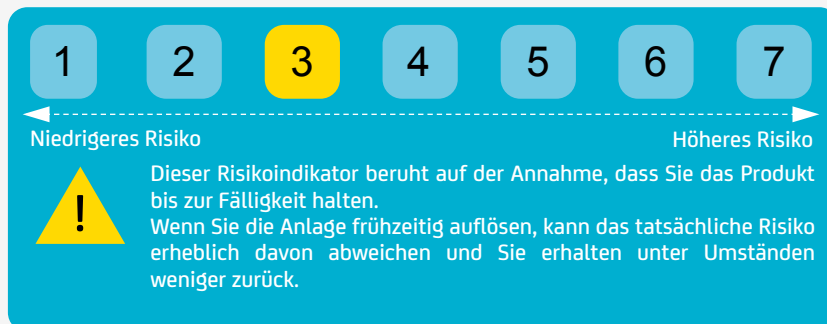 1 2 3 4 5 6 7
Niedrigeres Risiko Höheres Risiko
!
Dieser Risikoindikator beruht auf der Annahme, dass Sie das Produkt
bis zur Fälligkeit halten.
Wenn Sie die Anlage frühzeitig auflösen, kann das tatsächliche Risiko
erheblich davon abweichen und Sie erhalten unter Umständen
weniger zurück.